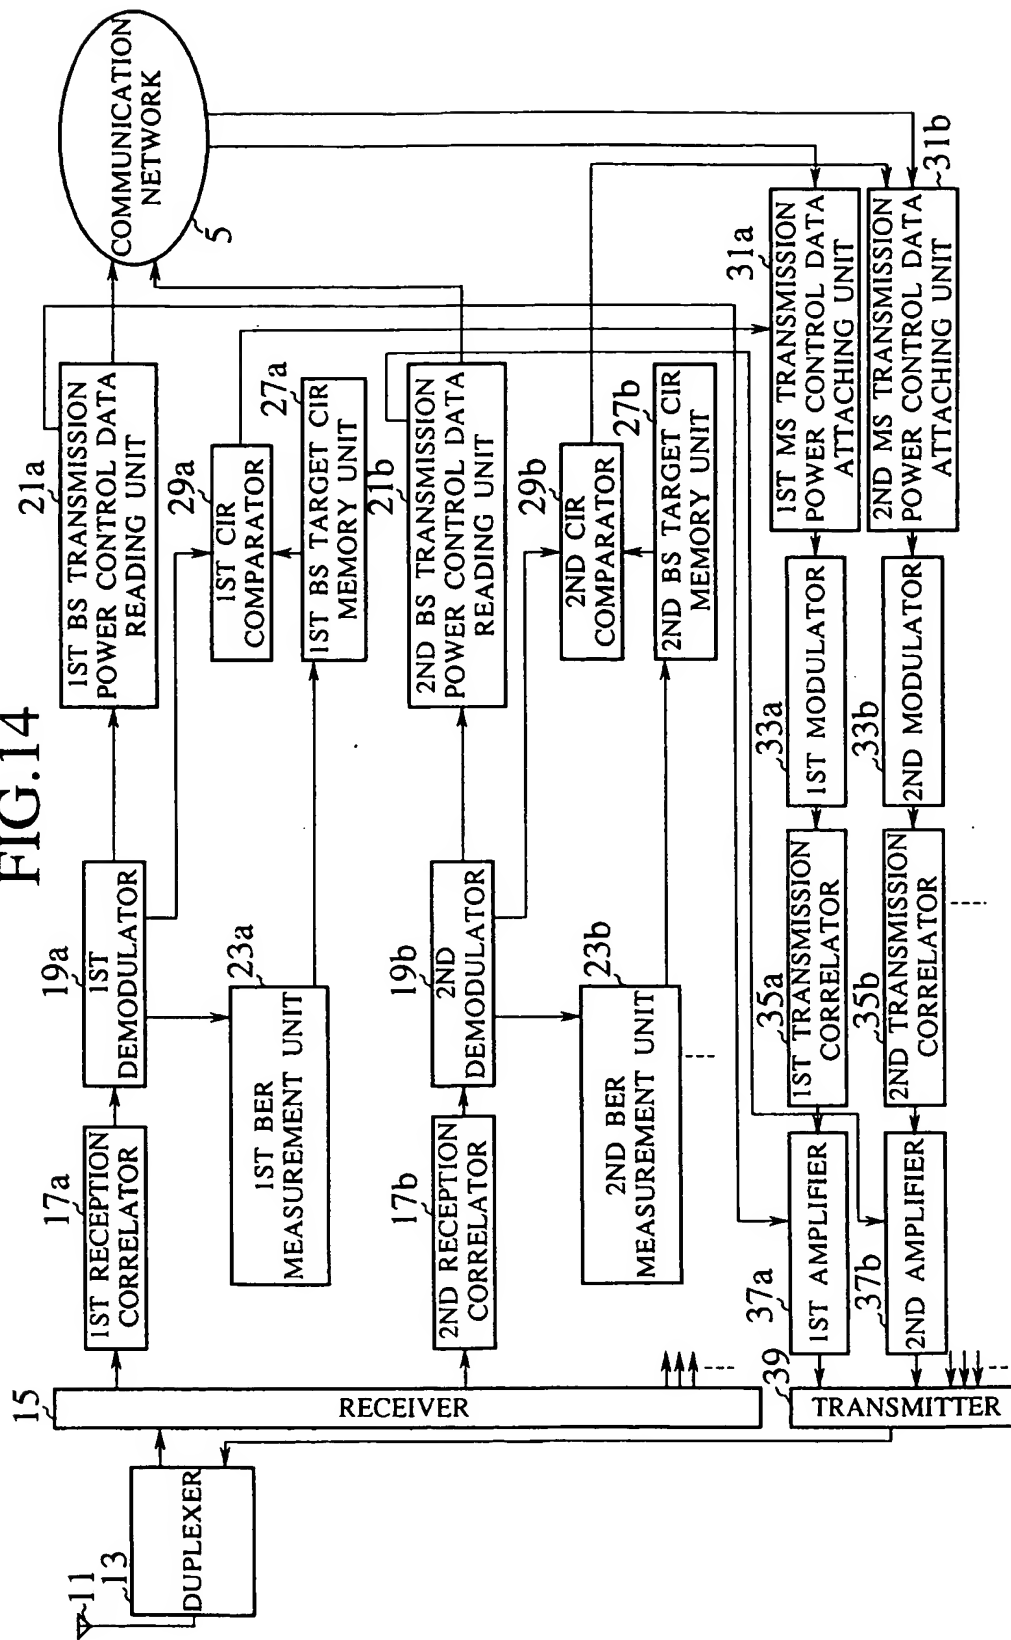 FIG.14
11
13
DUPLEXER
15
RECEIVER
17a
1ST RECEPTION
CORRELATOR
19a
1ST
DEMODULATOR
21a
1ST BS TRANSMISSION
POWER CONTROL DATA
READING UNIT
COMMUNICATION
NETWORK
5
23a
1ST BER
MEASUREMENT UNIT
29a
1ST CIR
COMPARATOR
27a
1ST BS TARGET CIR
MEMORY UNIT
17b
2ND RECEPTION
CORRELATOR
19b
2ND
DEMODULATOR
21b
2ND BS TRANSMISSION
POWER CONTROL DATA
READING UNIT
23b
2ND BER
MEASUREMENT UNIT
29b
2ND CIR
COMPARATOR
27b
2ND BS TARGET CIR
MEMORY UNIT
39
TRANSMITTER
37a
1ST AMPLIFIER
35a
1ST TRANSMISSION
CORRELATOR
33a
1ST MODULATOR
31a
1ST MS TRANSMISSION
POWER CONTROL DATA
ATTACHING UNIT
37b
2ND AMPLIFIER
35b
2ND TRANSMISSION
CORRELATOR
33b
2ND MODULATOR
2ND MS TRANSMISSION
POWER CONTROL DATA
ATTACHING UNIT
31b